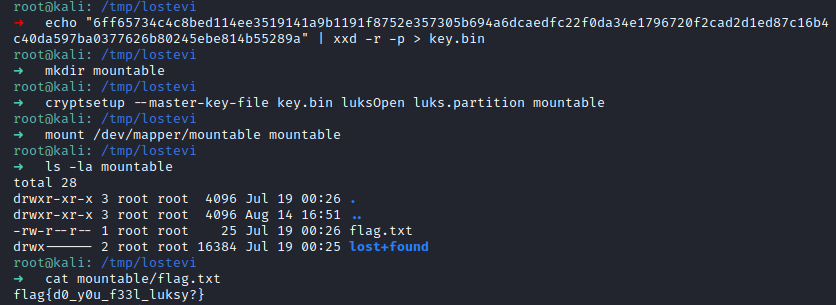 root@kali: /tmp/lostevi
→ echo "6ff65734c4c8bed114ee3519141a9b1191f8752e357305b694a6dcaedfc22f0da34e1796720f2cad2d1ed87c16b4
c40da597ba0377626b80245ebe814b55289a" | xxd -r -p > key.bin
root@kali: /tmp/lostevi
→ mkdir mountable
root@kali: /tmp/lostevi
→ cryptsetup --master-key-file key.bin luksOpen luks.partition mountable
root@kali: /tmp/lostevi
→ mount /dev/mapper/mountable mountable
root@kali: /tmp/lostevi
→ ls -la mountable
total 28
drwxr-xr-x 3 root root 4096 Jul 19 00:26 .
drwxr-xr-x 3 root root 4096 Aug 14 16:51 ..
-rw-r--r-- 1 root root 25 Jul 19 00:26 flag.txt
drwx------ 2 root root 16384 Jul 19 00:25 lost+found
root@kali: /tmp/lostevi
→ cat mountable/flag.txt
flag{d0_y0u_f33l_luksy?}